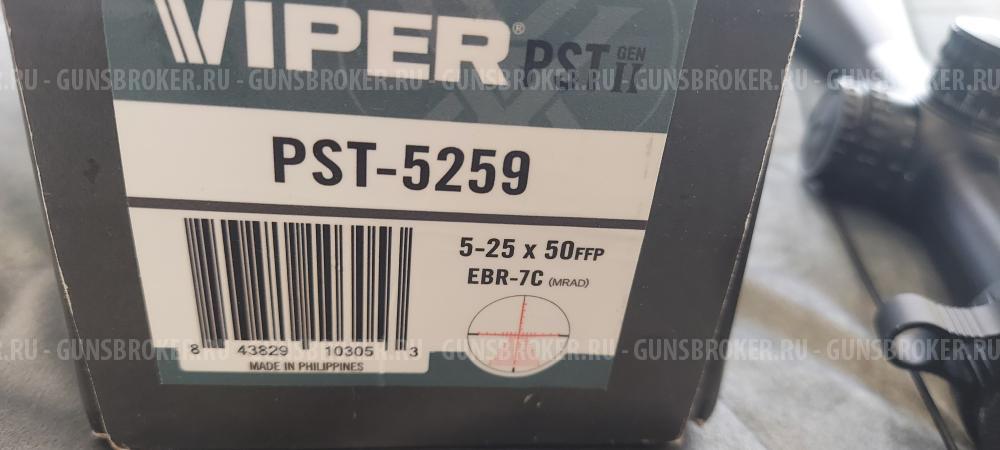 VIPER® PST GEN II
.RU - GUNSBROKER.RU - GUNSBROKER.RU - GUNSBROKER.RU - GUNSBROKER.RU - GUNSBROKER.RU - GUNSBROKER.RU
PST-5259
5-25 x 50FFP
EBR-7C (MRAD)
8 43829 10305 3
R.RU - GUNSBROKER.RU - GUNSBROKER.RU - GUNSBROKER.RU - GUNSBROKER.RU - GUNSBROKER.RU - GUNSBROKER.RU
MADE IN PHILIPPINES